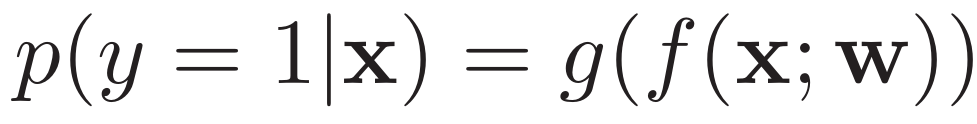 p(y = 1|x) = g(f(x; w))